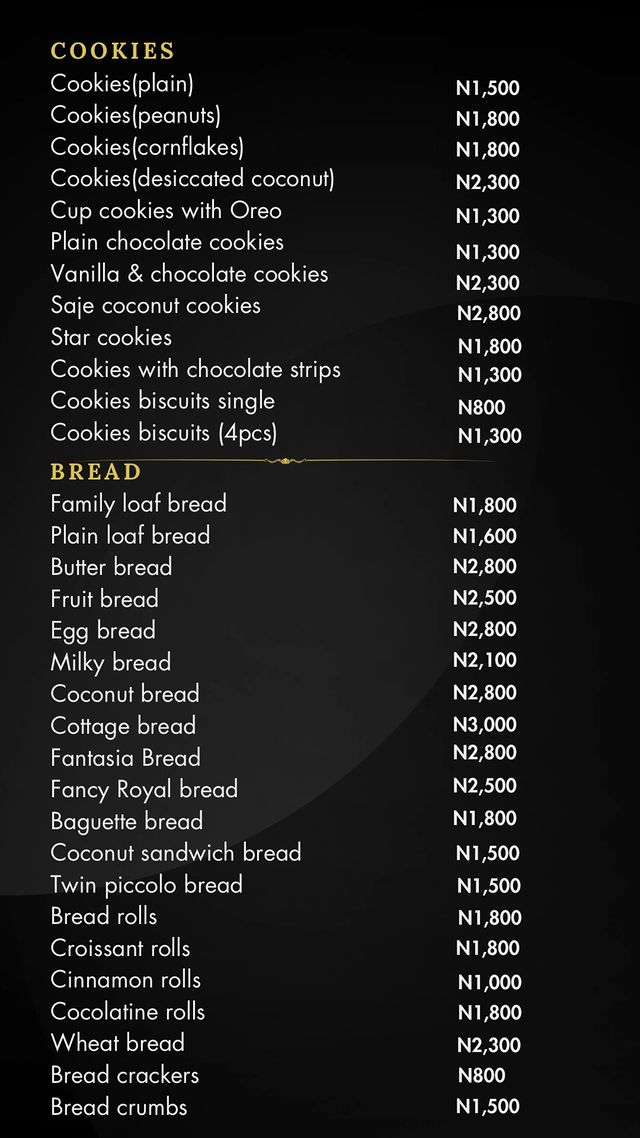 COOKIES
Cookies(plain) N1,500
Cookies(peanuts) N1,800
Cookies(cornflakes) N1,800
Cookies(desiccated coconut) N2,300
Cup cookies with Oreo N1,300
Plain chocolate cookies N1,300
Vanilla & chocolate cookies N2,300
Saje coconut cookies N2,800
Star cookies N1,800
Cookies with chocolate strips N1,300
Cookies biscuits single N800
Cookies biscuits (4pcs) N1,300
BREAD
Family loaf bread N1,800
Plain loaf bread N1,600
Butter bread N2,800
Fruit bread N2,500
Egg bread N2,800
Milky bread N2,100
Coconut bread N2,800
Cottage bread N3,000
Fantasia Bread N2,800
Fancy Royal bread N2,500
Baguette bread N1,800
Coconut sandwich bread N1,500
Twin piccolo bread N1,500
Bread rolls N1,800
Croissant rolls N1,800
Cinnamon rolls N1,000
Cocolatine rolls N1,800
Wheat bread N2,300
Bread crackers N800
Bread crumbs N1,500